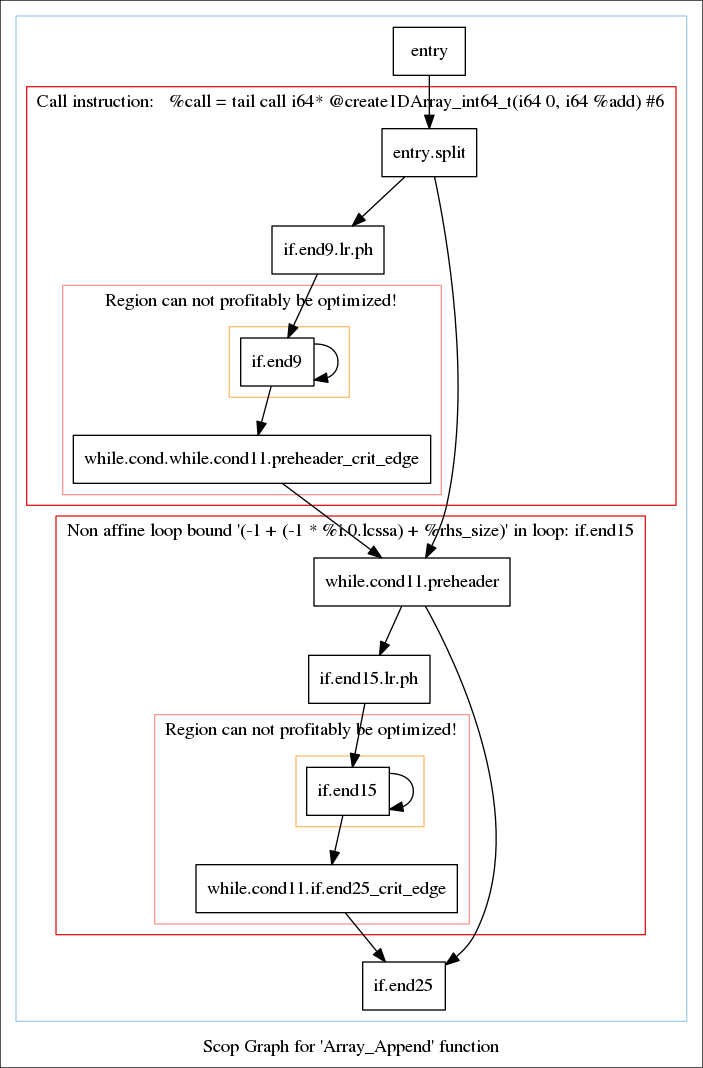 entry
Call instruction: %call = tail call i64* @create1DArray_int64_t(i64 0, i64 %add) #6
entry.split
if.end9.lr.ph
Region can not profitably be optimized!
if.end9
while.cond.while.cond11.preheader_crit_edge
Non affine loop bound '(-1 + (-1 * %i.0.lcssa) + %rhs_size)' in loop: if.end15
while.cond11.preheader
if.end15.lr.ph
Region can not profitably be optimized!
if.end15
while.cond11.if.end25_crit_edge
if.end25
Scop Graph for 'Array_Append' function